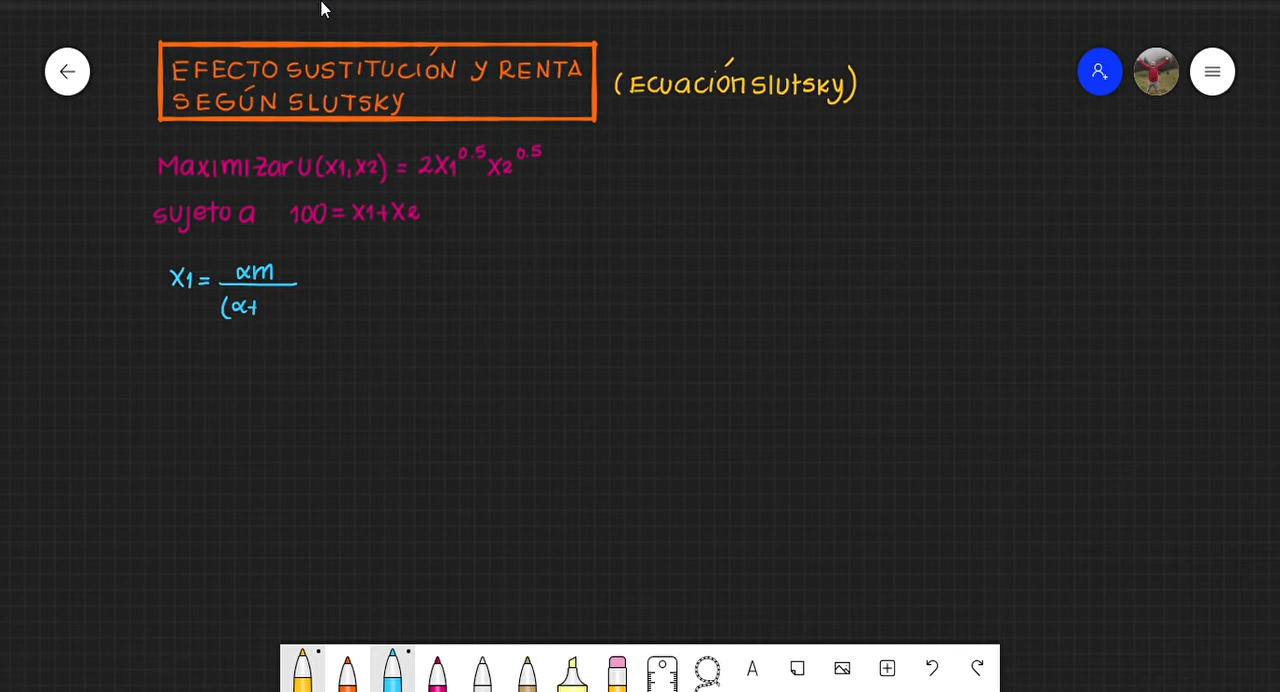 EFECTO SUSTITUCIÓN Y RENTA
SEGÚN SLUTSKY
(ECUACIÓN SLUTSKY)
Maximizar U(x1,x2) = 2X1^0.5 X2^0.5
sujeto a 100 = X1+X2
X1 = αm
(α+
A